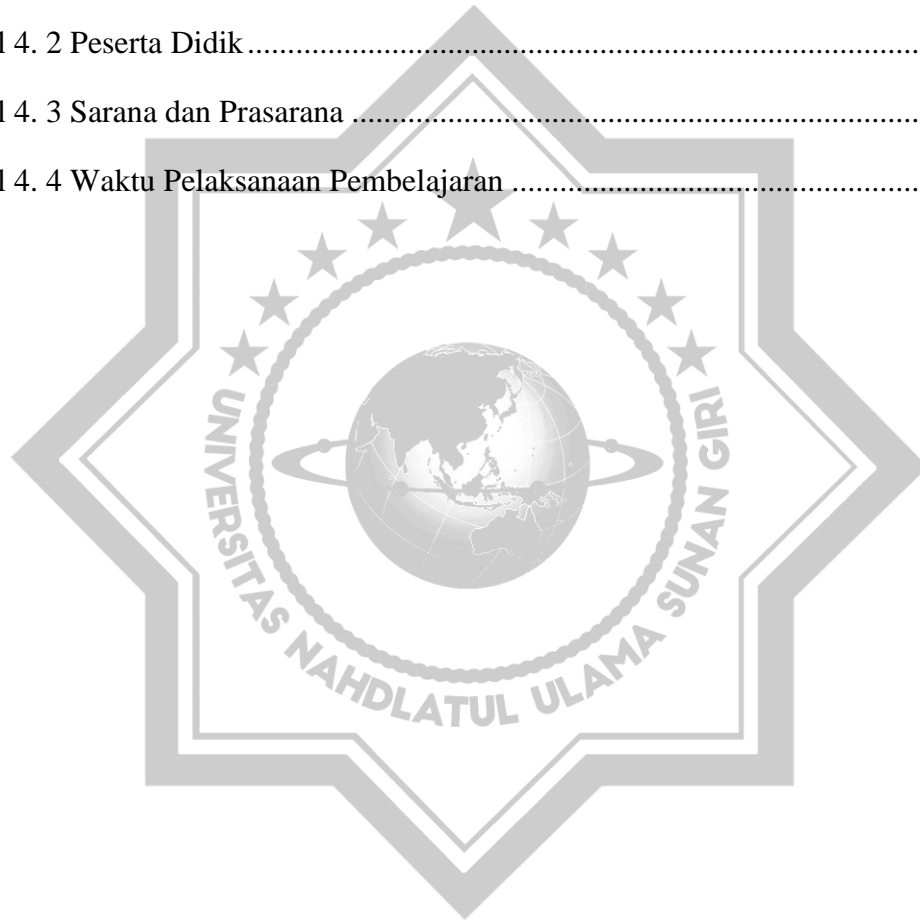 l 4. 2 Peserta Didik................................................................................
l 4. 3 Sarana dan Prasarana ....................................................................
l 4. 4 Waktu Pelaksanaan Pembelajaran ..................................................
UNIVERSITAS NAHDLATUL ULAMA SUNAN GIRI